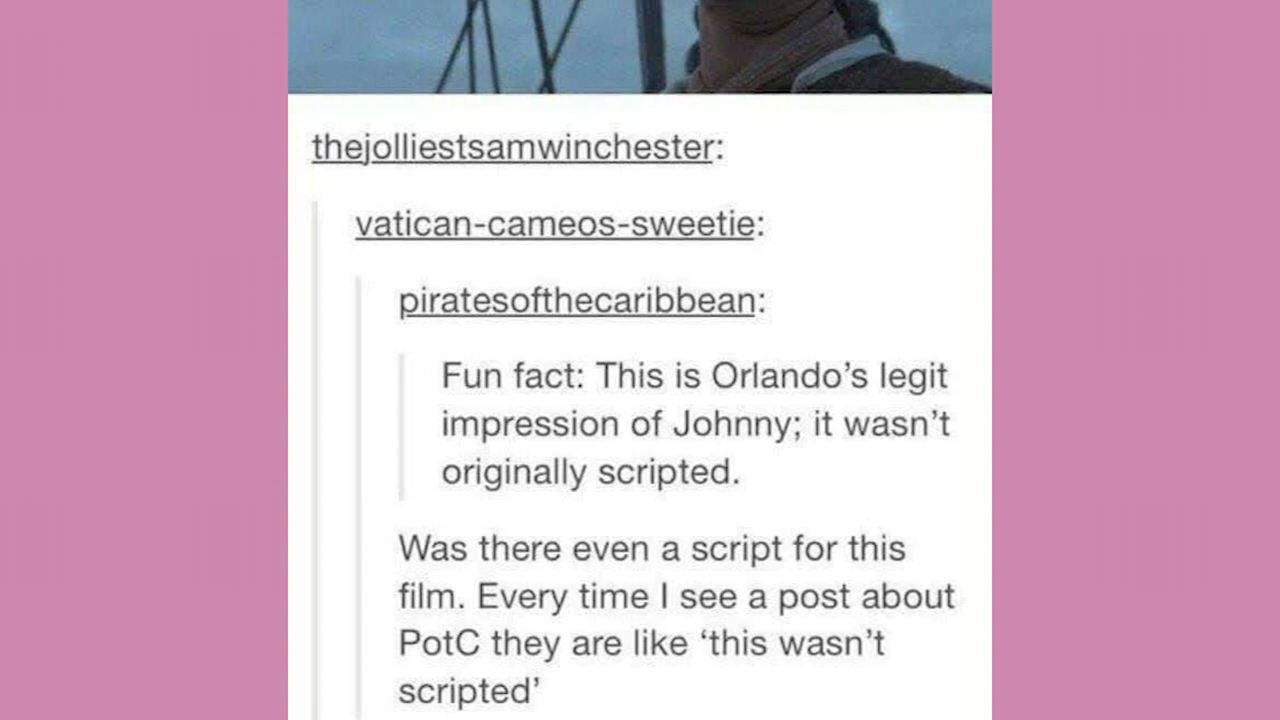 thejolliestsamwinchester:
vatican-cameos-sweetie:
piratesofthecaribbean:
Fun fact: This is Orlando’s legit
impression of Johnny; it wasn’t
originally scripted.
Was there even a script for this
film. Every time I see a post about
PotC they are like ‘this wasn’t
scripted’